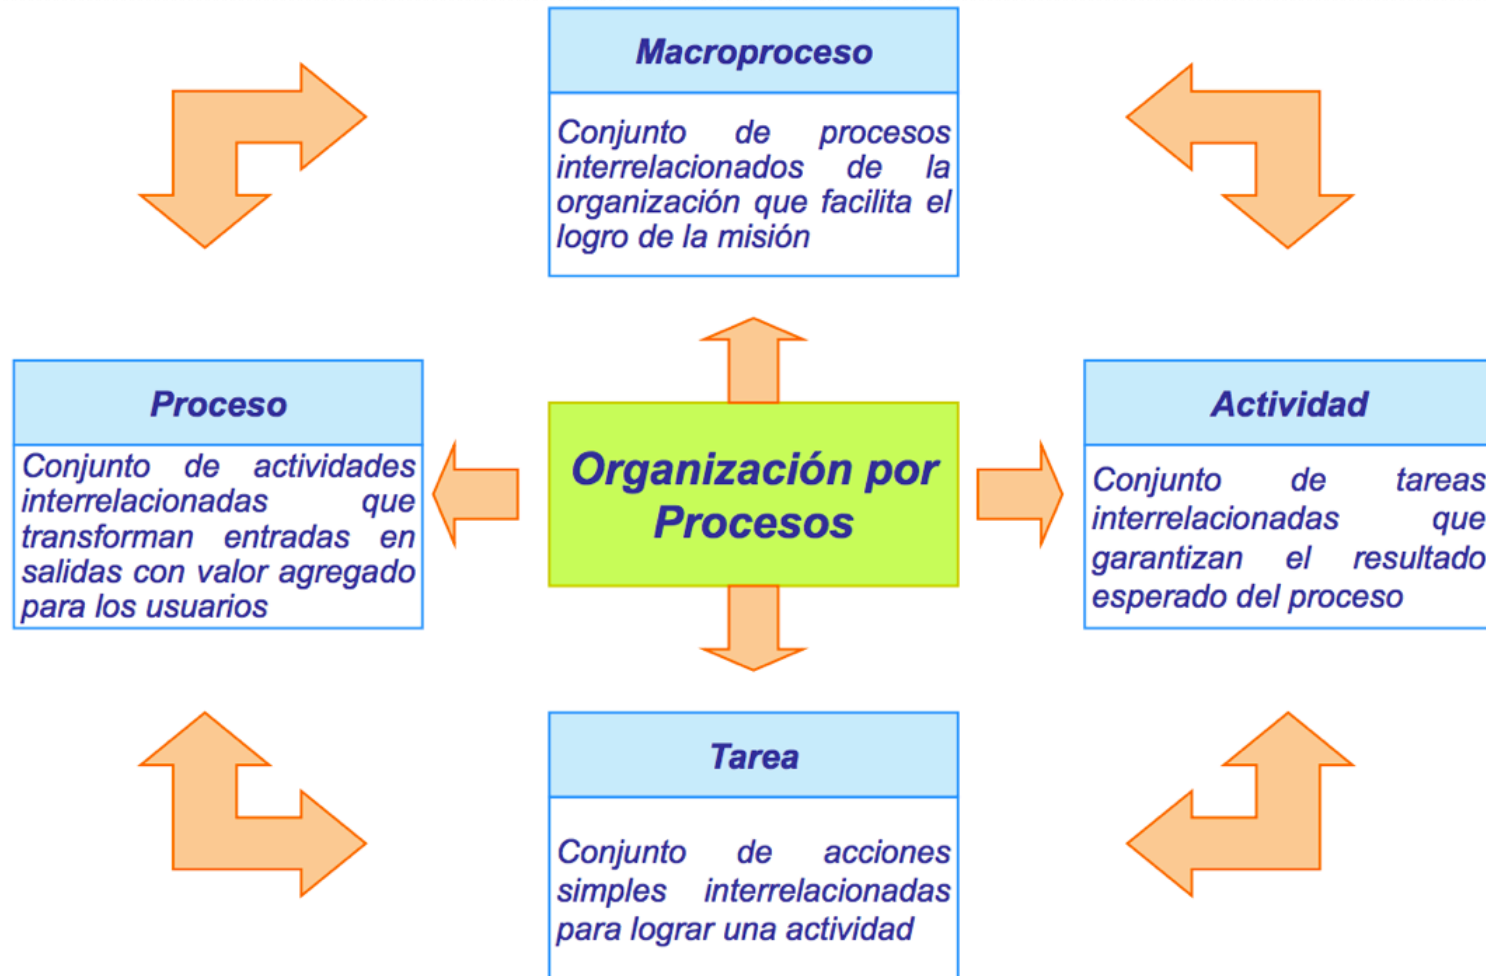 Macroproceso
Conjunto de procesos
interrelacionados de la
organización que facilita el
logro de la misión
Proceso
Conjunto de actividades
interrelacionadas que
transforman entradas en
salidas con valor agregado
para los usuarios
Organización por
Procesos
Actividad
Conjunto de tareas
interrelacionadas que
garantizan el resultado
esperado del proceso
Tarea
Conjunto de acciones
simples interrelacionadas
para lograr una actividad